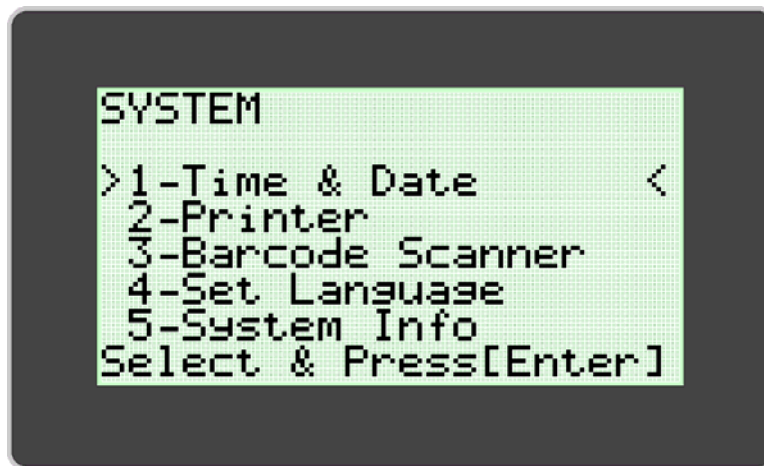 SYSTEM
>1-Time & Date <
2-Printer
3-Barcode Scanner
4-Set Language
5-System Info
Select & Press[Enter]